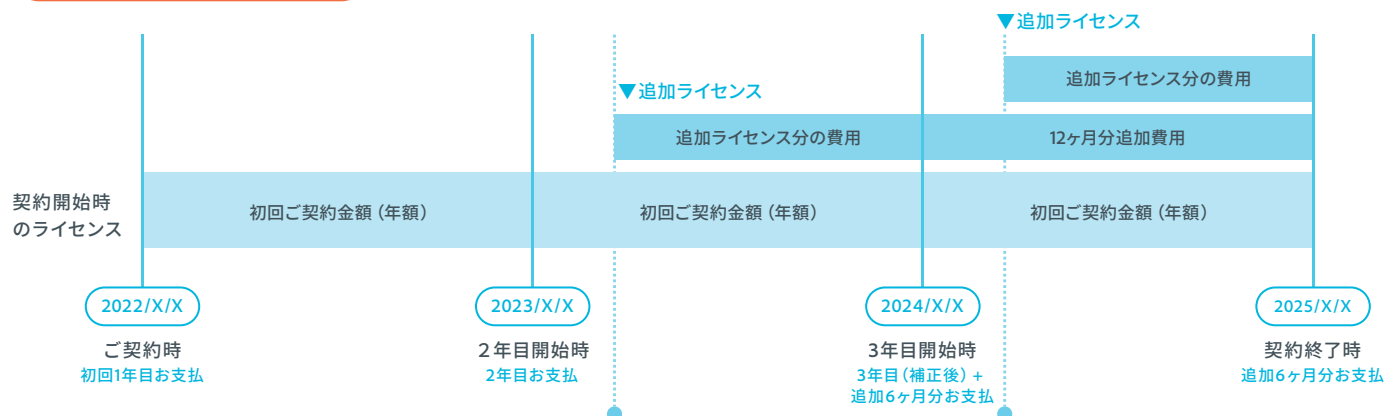 ▼追加ライセンス
追加ライセンス分の費用
▼追加ライセンス
追加ライセンス分の費用
12ヶ月分追加費用
契約開始時
のライセンス
初回ご契約金額（年額）
初回ご契約金額（年額）
初回ご契約金額（年額）
2022/X/X
2023/X/X
2024/X/X
2025/X/X
ご契約時
初回1年目お支払
２年目開始時
2年目お支払
3年目開始時
3年目（補正後）+
追加6ヶ月分お支払
契約終了時
追加6ヶ月分お支払